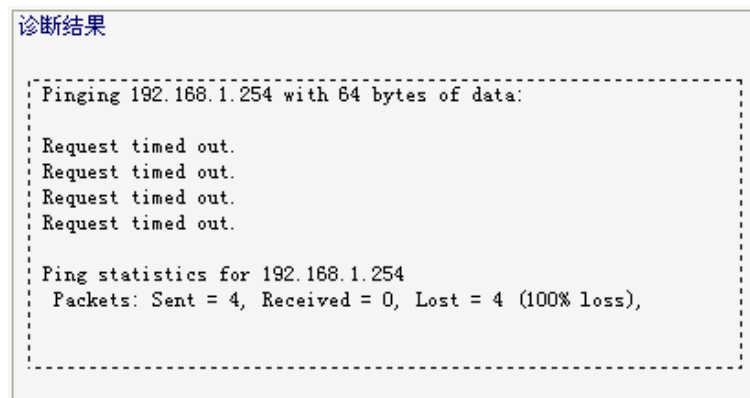 诊断结果
Pinging 192.168.1.254 with 64 bytes of data:
Request timed out.
Request timed out.
Request timed out.
Request timed out.
Ping statistics for 192.168.1.254
Packets: Sent = 4, Received = 0, Lost = 4 (100% loss),